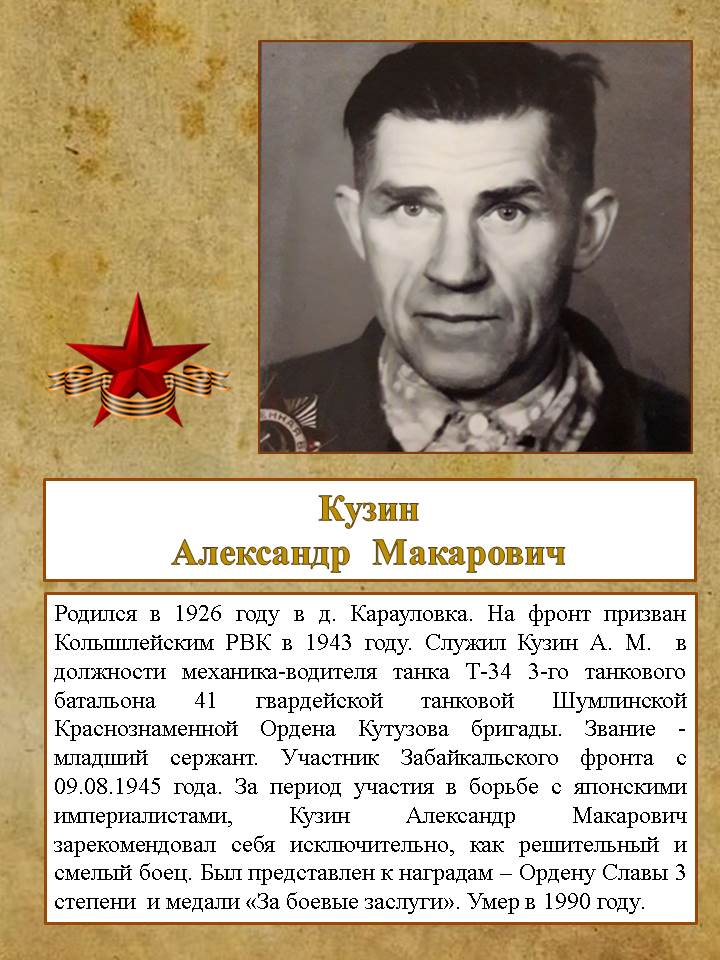 Кузин
Александр Макарович
Родился в 1926 году в д. Карауловка. На фронт призван
Колышлейским РВК в 1943 году. Служил Кузин А. М. в
должности механика-водителя танка Т-34 3-го танкового
батальона 41 гвардейской танковой Шумлинской
Краснознаменной Ордена Кутузова бригады. Звание -
младший сержант. Участник Забайкальского фронта с
09.08.1945 года. За период участия в борьбе с японскими
империалистами, Кузин Александр Макарович
зарекомендовал себя исключительно, как решительный и
смелый боец. Был представлен к наградам – Ордену Славы 3
степени и медали «За боевые заслуги». Умер в 1990 году.